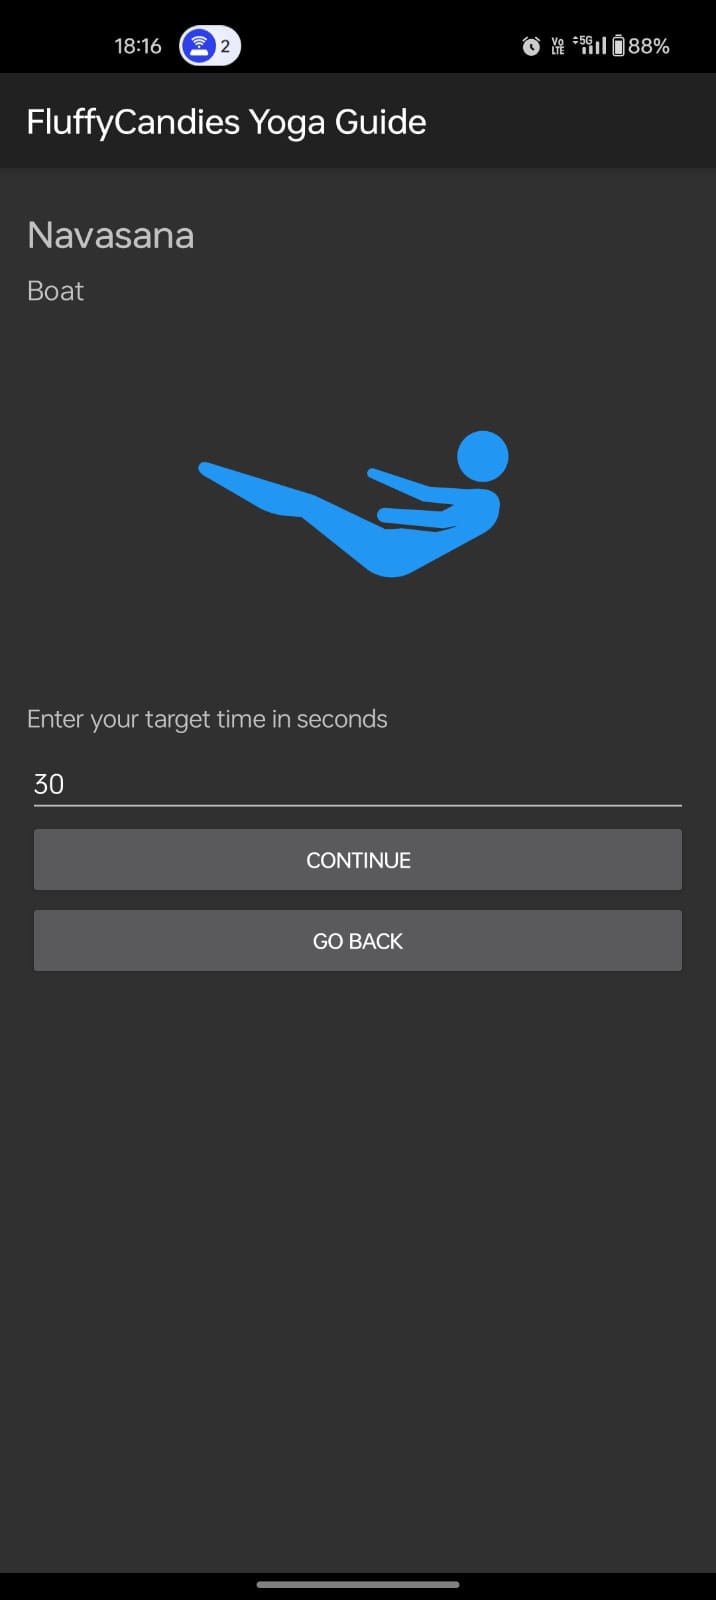 18:16 2 Vo LTE 5G 88%
FluffyCandies Yoga Guide
Navasana
Boat
Enter your target time in seconds
30
CONTINUE
GO BACK